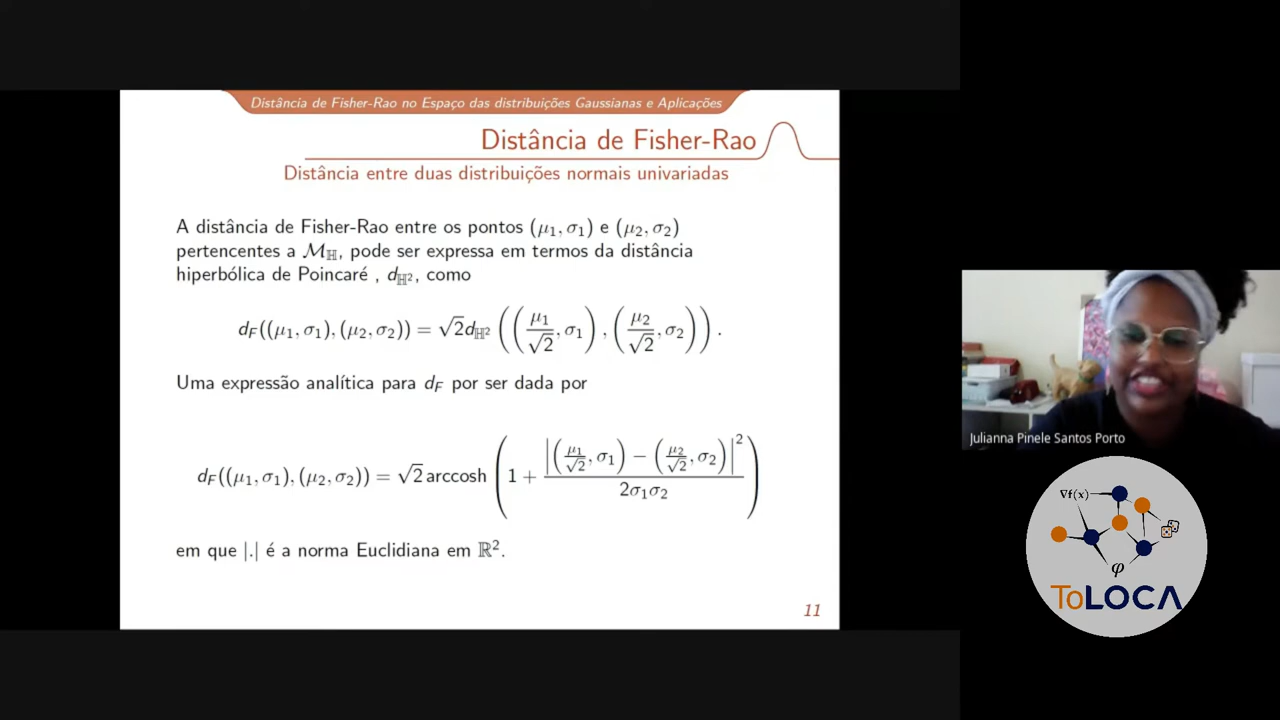 Distância de Fisher-Rao no Espaço das distribuições Gaussianas e Aplicações
Distância de Fisher-Rao
Distância entre duas distribuições normais univariadas
A distância de Fisher-Rao entre os pontos (μ₁, σ₁) e (μ₂, σ₂)
pertencentes a ℳ_ℍ, pode ser expressa em termos da distância
hiperbólica de Poincaré , d_ℍ², como
d_F((μ₁, σ₁), (μ₂, σ₂)) = √2 d_ℍ² ((μ₁/√2, σ₁), (μ₂/√2, σ₂)).
Uma expressão analítica para d_F por ser dada por
d_F((μ₁, σ₁), (μ₂, σ₂)) = √2 arccosh (1 + |(μ₁/√2, σ₁) − (μ₂/√2, σ₂)|² / 2σ₁σ₂)
em que |.| é a norma Euclidiana em ℝ².
11
Julianna Pinele Santos Porto
∇f(x)
φ
ToLOCA